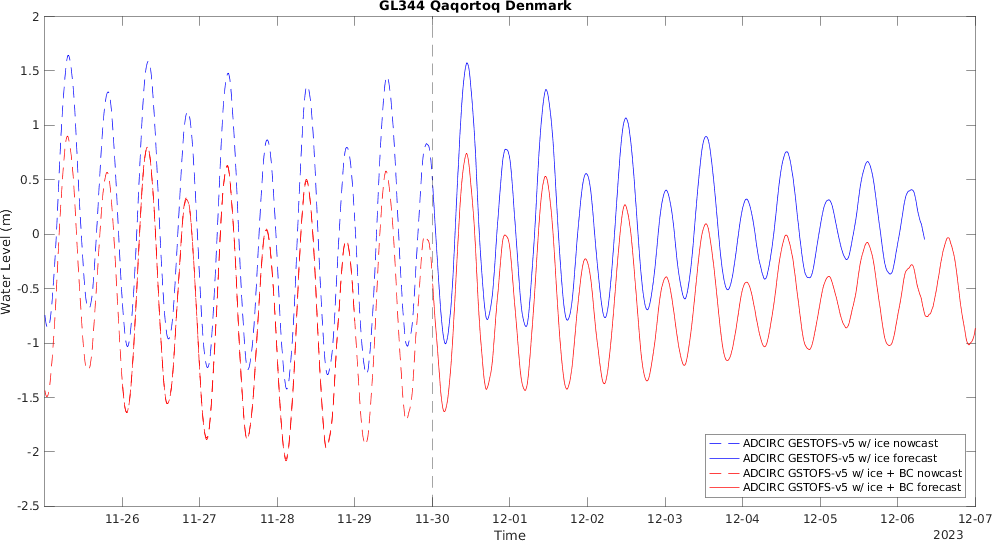 GL344 Qaqortoq Denmark
Water Level (m)
2
1.5
1
0.5
0
-0.5
-1
-1.5
-2
-2.5
ADCIRC GESTOFS-v5 w/ ice nowcast
ADCIRC GESTOFS-v5 w/ ice forecast
ADCIRC GSTOFS-v5 w/ ice + BC nowcast
ADCIRC GSTOFS-v5 w/ ice + BC forecast
11-26 11-27 11-28 11-29 11-30 12-01 12-02 12-03 12-04 12-05 12-06 12-07
Time
2023